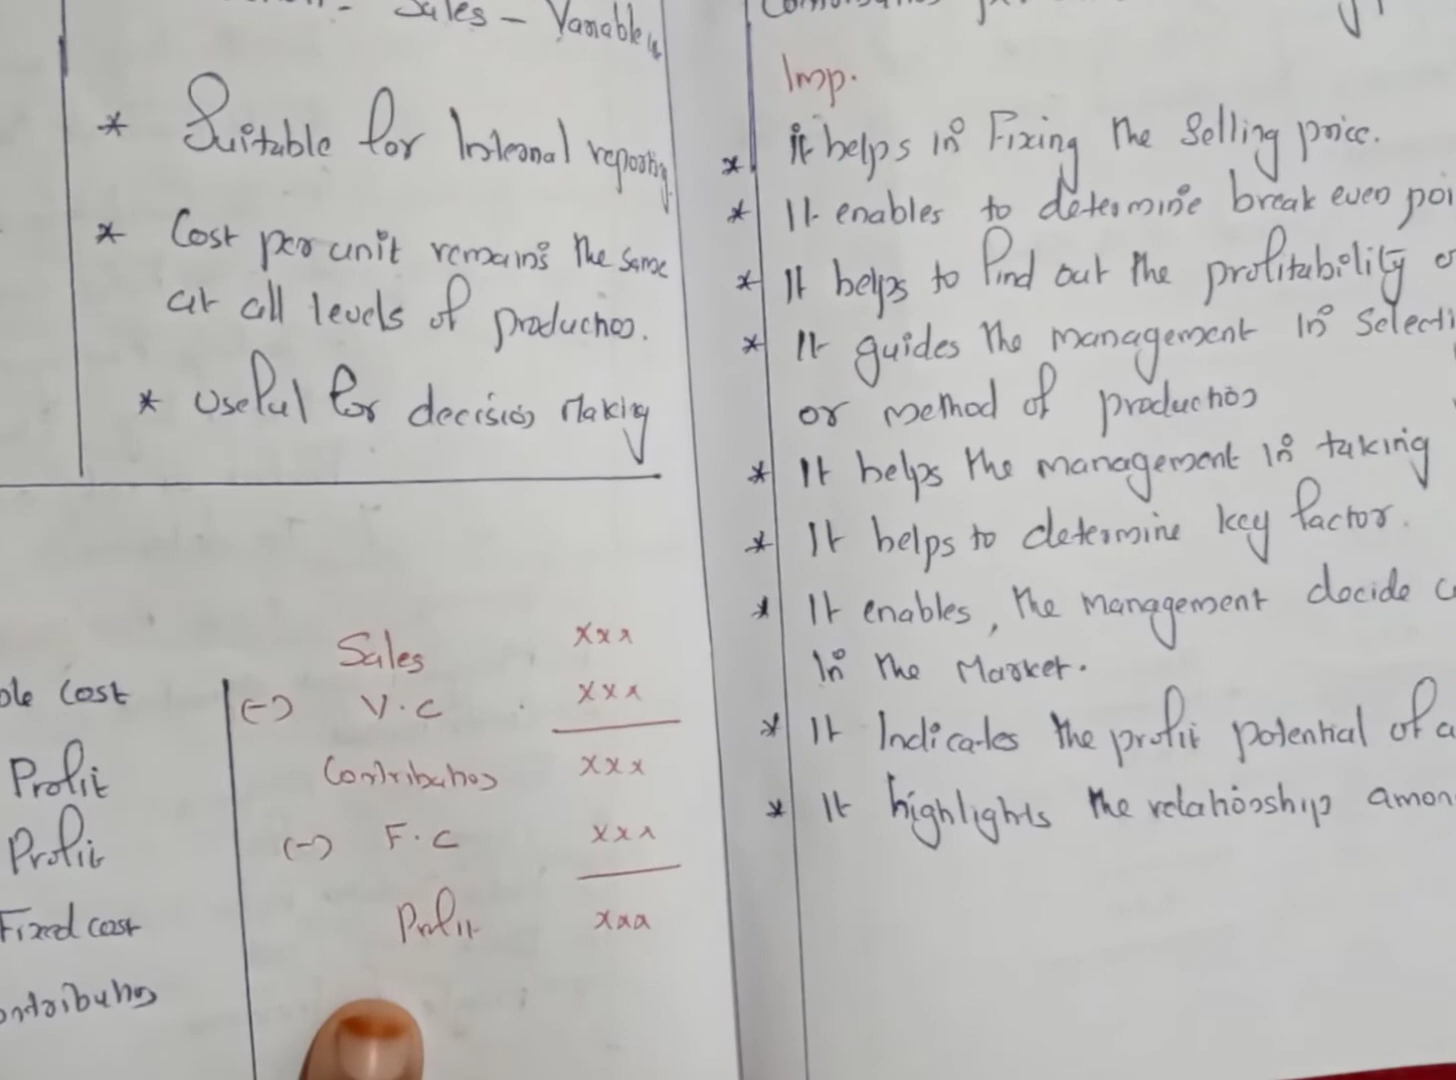 Sales - Variable
* Suitable for Internal reporting
* Cost per unit remains the same
at all levels of production.
* Useful for decision Making
Cost
Profit
Profit
Fixed cost
Sales xxx
(-) V.C xxx
Contribution xxx
(-) F.C xxx
Profit xxx
Imp.
* it helps in Fixing the Selling price.
* It enables to determine break even
* It helps to find out the profitability
* It guides the management in
or method of production
* It helps the management in taking
* It helps to determine key factor.
* It enables, the management decide
In the Market.
* It Indicates the profit potential of
* It highlights the relationship